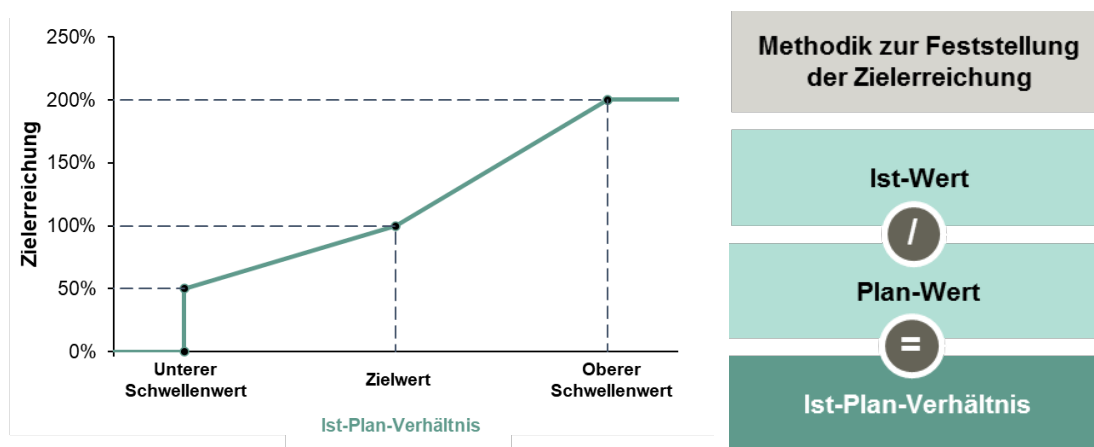 250%
200%
150%
100%
50%
0%
Zielerreichung
Unterer
Schwellenwert
Zielwert
Oberer
Schwellenwert
Ist-Plan-Verhältnis
Methodik zur Feststellung
der Zielerreichung
Ist-Wert
/
Plan-Wert
=
Ist-Plan-Verhältnis